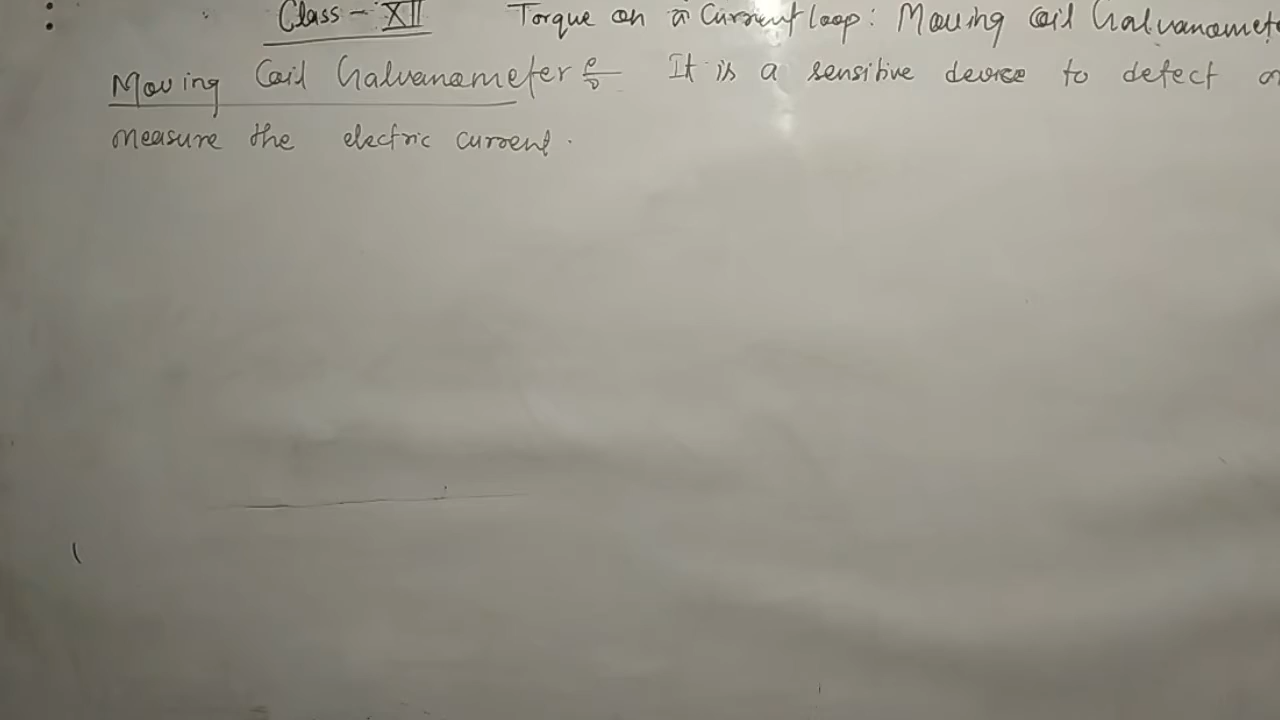 Class - XII Torque on a Current loop: Moving Coil Galvanomet
Moving Coil Galvanometer :- It is a sensitive device to detect or
measure the electric current.